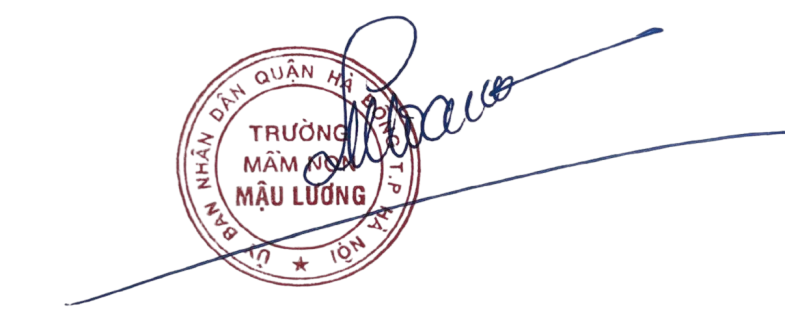 ỦY BAN NHÂN DÂN QUẬN HÀ ĐÔNG T.P HÀ NỘI ★
TRƯỜNG
MẦM NON
MẬU LƯƠNG